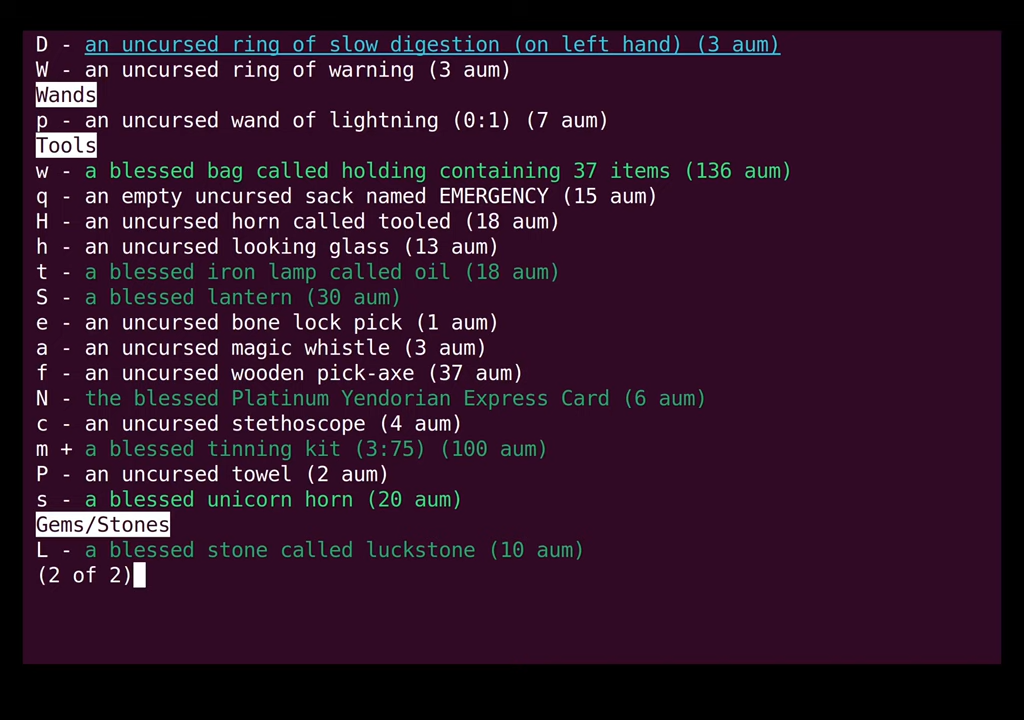 D - an uncursed ring of slow digestion (on left hand) (3 aum)
W - an uncursed ring of warning (3 aum)
Wands
p - an uncursed wand of lightning (0:1) (7 aum)
Tools
w - a blessed bag called holding containing 37 items (136 aum)
q - an empty uncursed sack named EMERGENCY (15 aum)
H - an uncursed horn called tooled (18 aum)
h - an uncursed looking glass (13 aum)
t - a blessed iron lamp called oil (18 aum)
S - a blessed lantern (30 aum)
e - an uncursed bone lock pick (1 aum)
a - an uncursed magic whistle (3 aum)
f - an uncursed wooden pick-axe (37 aum)
N - the blessed Platinum Yendorian Express Card (6 aum)
c - an uncursed stethoscope (4 aum)
m + a blessed tinning kit (3:75) (100 aum)
P - an uncursed towel (2 aum)
s - a blessed unicorn horn (20 aum)
Gems/Stones
L - a blessed stone called luckstone (10 aum)
(2 of 2)